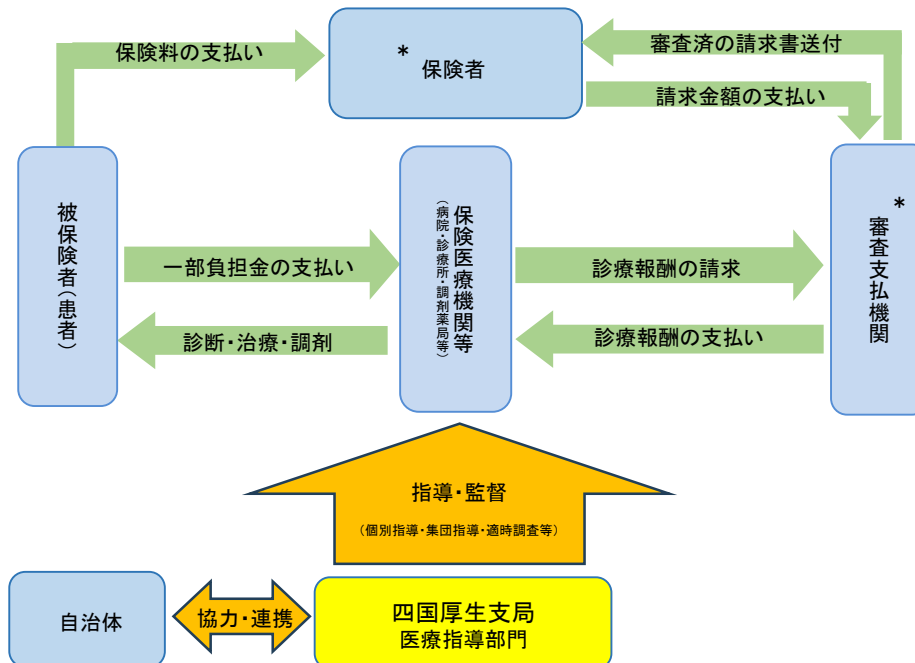 保険料の支払い
* 保険者
審査済の請求書送付
請求金額の支払い
被保険者(患者)
一部負担金の支払い
診断・治療・調剤
保険医療機関等
(病院・診療所・調剤薬局等)
診療報酬の請求
診療報酬の支払い
*
審査支払機関
指導・監督
(個別指導・集団指導・適時調査等)
自治体
協力・連携
四国厚生支局
医療指導部門